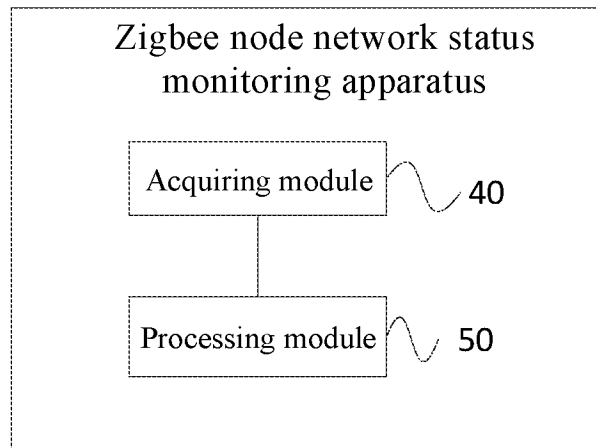 Zigbee node network status
monitoring apparatus
Acquiring module
40
Processing module
50